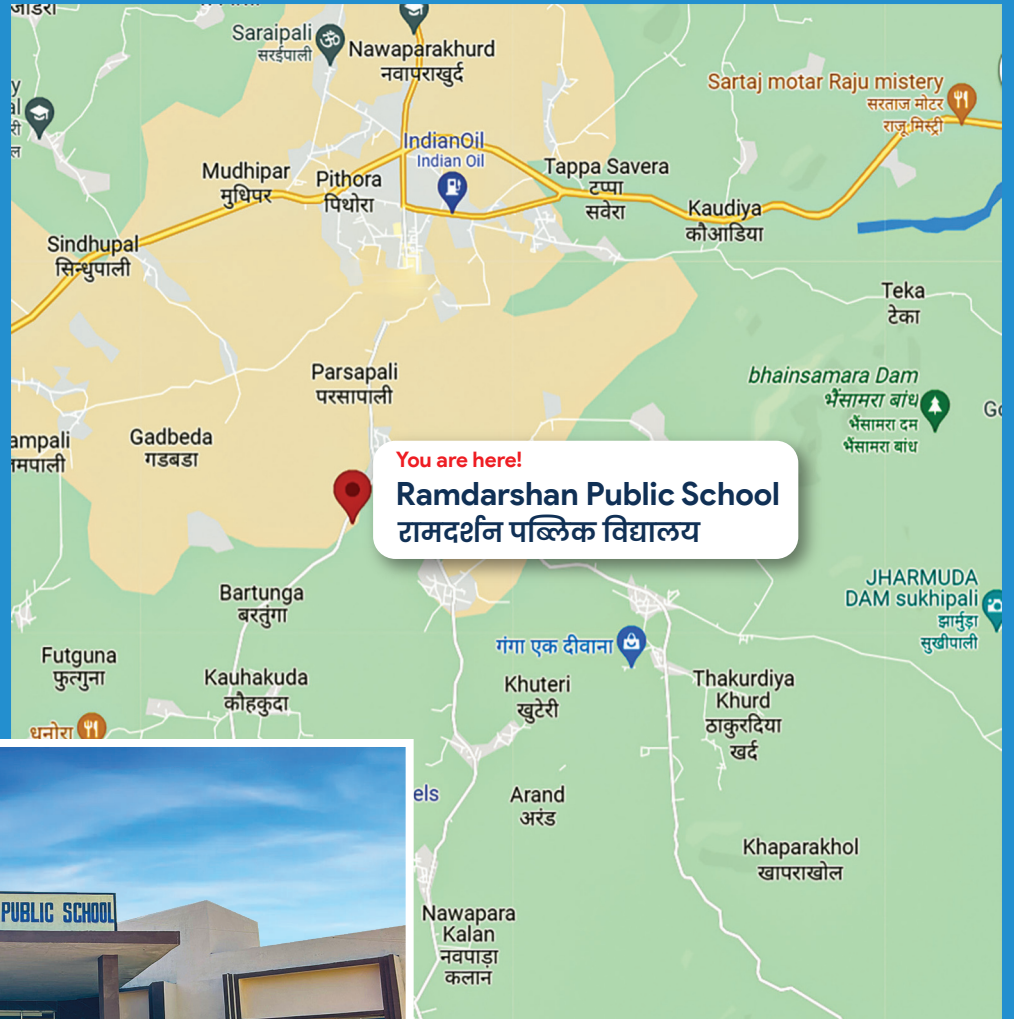 Saraipali
सरईपाली
Nawaparakhurd
नवापराखुर्द
Sartaj motar Raju mistery
सरताज मोटर
राजू मिस्ट्री
IndianOil
Indian Oil
Mudhipar
मुधिपर
Pithora
पिथोरा
Tappa Savera
टप्पा
सवेरा
Kaudiya
कौआडिया
Sindhupal
सिन्धुपाली
Teka
टेका
Parsapali
परसापाली
bhainsamara Dam
भैंसामरा बांध
भैंसामरा दम
भैंसामरा बांध
ampali
Gadbeda
गडबडा
You are here!
Ramdarshan Public School
रामदर्शन पब्लिक विद्यालय
Bartunga
बरतुंगा
JHARMUDA
DAM sukhipali
झार्मुड़ा
सुखीपाली
गंगा एक दीवाना
Futguna
फुत्गुना
Kauhakuda
कौहकुदा
Khuteri
खुटेरी
Thakurdiya
Khurd
ठाकुरदिया
खर्द
धनोरा
els
Arand
अरंड
Khaparakhol
खापराखोल
PUBLIC SCHOOL
Nawapara
Kalan
नवपाड़ा
कलान